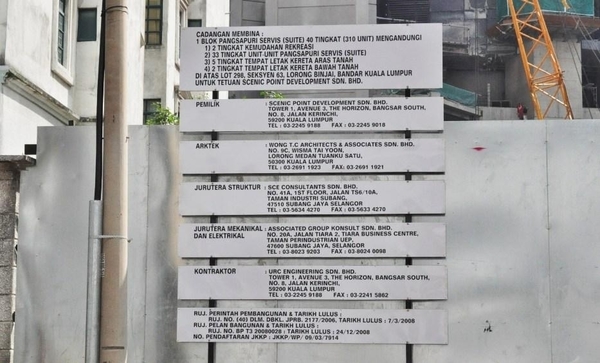 CADANGAN MEMBINA :
1 BLOK PANGSAPURI SERVIS (SUITE) 40 TINGKAT (310 UNIT) MENGANDUNGI
1) 2 TINGKAT KEMUDAHAN REKREASI
2) 33 TINGKAT UNIT-UNIT PANGSAPURI SERVIS (SUITE)
3) 5 TINGKAT TEMPAT LETAK KERETA ARAS TANAH
4) 2 TINGKAT TEMPAT LETAK KERETA BAWAH TANAH
DI ATAS LOT 298, SEKSYEN 63, LORONG BINJAI, BANDAR KUALA LUMPUR
UNTUK TETUAN SCENIC POINT DEVELOPMENT SDN. BHD.
PEMILIK : SCENIC POINT DEVELOPMENT SDN. BHD.
TOWER 1, AVENUE 3, THE HORIZON, BANGSAR SOUTH,
NO. 8, JALAN KERINCHI,
59200 KUALA LUMPUR
TEL : 03-2245 9188 FAX : 03-2245 9018
ARKTEK : WONG T.C ARCHITECTS & ASSOCIATES SDN. BHD.
NO. 9C, WISMA TAI YOON,
LORONG MEDAN TUANKU SATU,
50300 KUALA LUMPUR
TEL : 03-2691 1923 FAX : 03-2691 1921
JURUTERA STRUKTUR : SCE CONSULTANTS SDN. BHD.
NO. 41A, 1ST FLOOR, JALAN TS6/10A,
TAMAN INDUSTRI SUBANG,
47510 SUBANG JAYA SELANGOR
TEL : 03-5634 4270 FAX : 03-5633 4270
JURUTERA MEKANIKAL : ASSOCIATED GROUP KONSULT SDN. BHD.
DAN ELEKTRIKAL NO. 20A, JALAN TIARA 2, TIARA BUSINESS CENTRE,
TAMAN PERINDUSTRIAN UEP,
47600 SUBANG JAYA, SELANGOR
TEL : 03-8023 9203 FAX : 03-8024 0098
KONTRAKTOR : URC ENGINEERING SDN. BHD.
TOWER 1, AVENUE 3, THE HORIZON, BANGSAR SOUTH,
NO. 8, JALAN KERINCHI,
59200 KUALA LUMPUR
TEL : 03-2245 9188 FAX : 03-2241 5862
RUJ. PERINTAH PEMBANGUNAN & TARIKH LULUS :
RUJ. NO. (40) DLM. DBKL. JPRB. 2177/2006, TARIKH LULUS : 7/3/2008
RUJ. PELAN BANGUNAN & TARIKH LULUS :
RUJ. NO. BP T3 20080028 : TARIKH LULUS : 24/12/2008
NO. PENDAFTARAN JKKP : JKKP/WP/ 09/03/7914